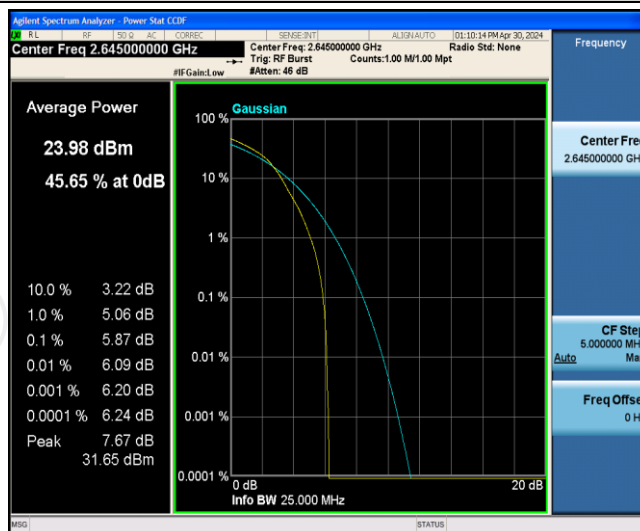 Agilent Spectrum Analyzer - Power Stat CCDF
RL RF 50 Ω AC CORREC SENSE:INT ALIGNAUTO 01:10:14 PM Apr 30, 2024
Center Freq 2.645000000 GHz
Center Freq: 2.645000000 GHz Radio Std: None
Trig: RF Burst Counts:1.00 M/1.00 Mpt
#IFGain:Low #Atten: 46 dB
Frequency
Average Power
23.98 dBm
45.65 % at 0dB
10.0 % 3.22 dB
1.0 % 5.06 dB
0.1 % 5.87 dB
0.01 % 6.09 dB
0.001 % 6.20 dB
0.0001 % 6.24 dB
Peak 7.67 dB
31.65 dBm
Gaussian
100 %
10 %
1 %
0.1 %
0.01 %
0.001 %
0.0001 %
0 dB 20 dB
Info BW 25.000 MHz
Center Fre
2.645000000 GH
CF Step
5.000000 MH
Auto Ma
Freq Offse
0 H
MSG STATUS